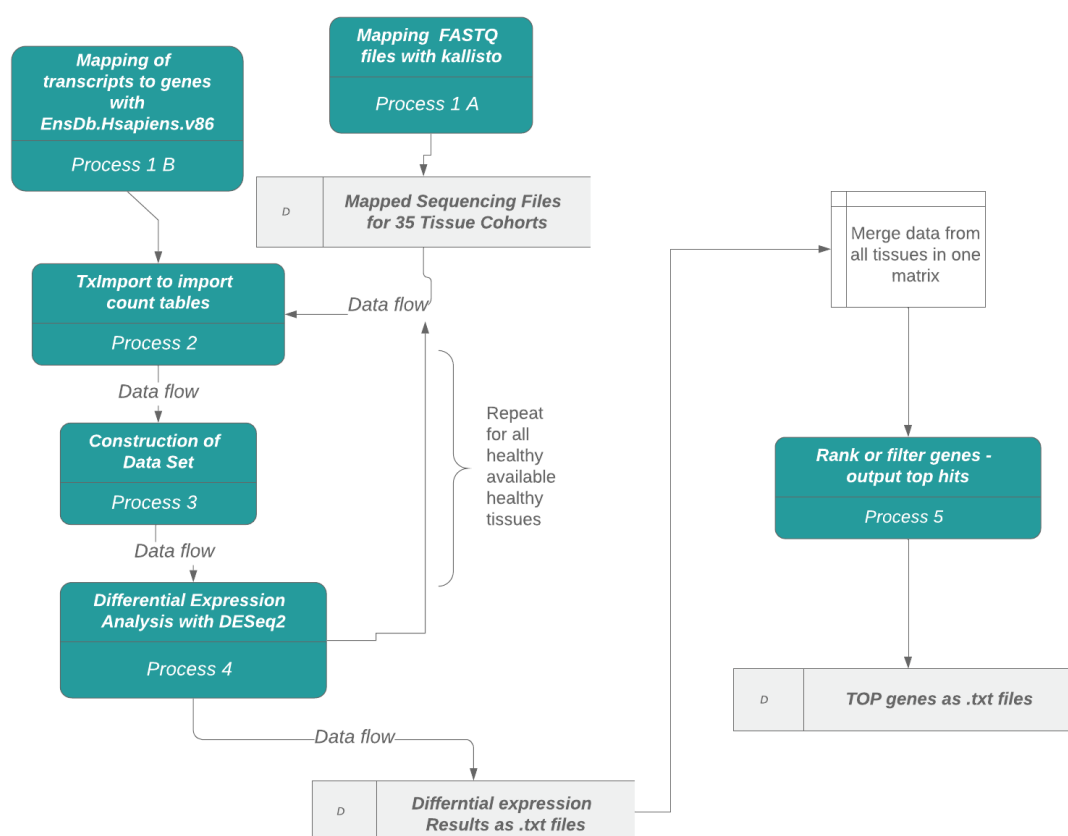 Mapping of
transcripts to genes
with
EnsDb.Hsapiens.v86
Process 1 B
Mapping FASTQ
files with kallisto
Process 1 A
D
Mapped Sequencing Files
for 35 Tissue Cohorts
Data flow
TxImport to import
count tables
Process 2
Data flow
Construction of
Data Set
Process 3
Data flow
Differential Expression
Analysis with DESeq2
Process 4
Repeat
for all
healthy
available
healthy
tissues
Data flow
D
Differntial expression
Results as .txt files
Merge data from
all tissues in one
matrix
Rank or filter genes -
output top hits
Process 5
D
TOP genes as .txt files